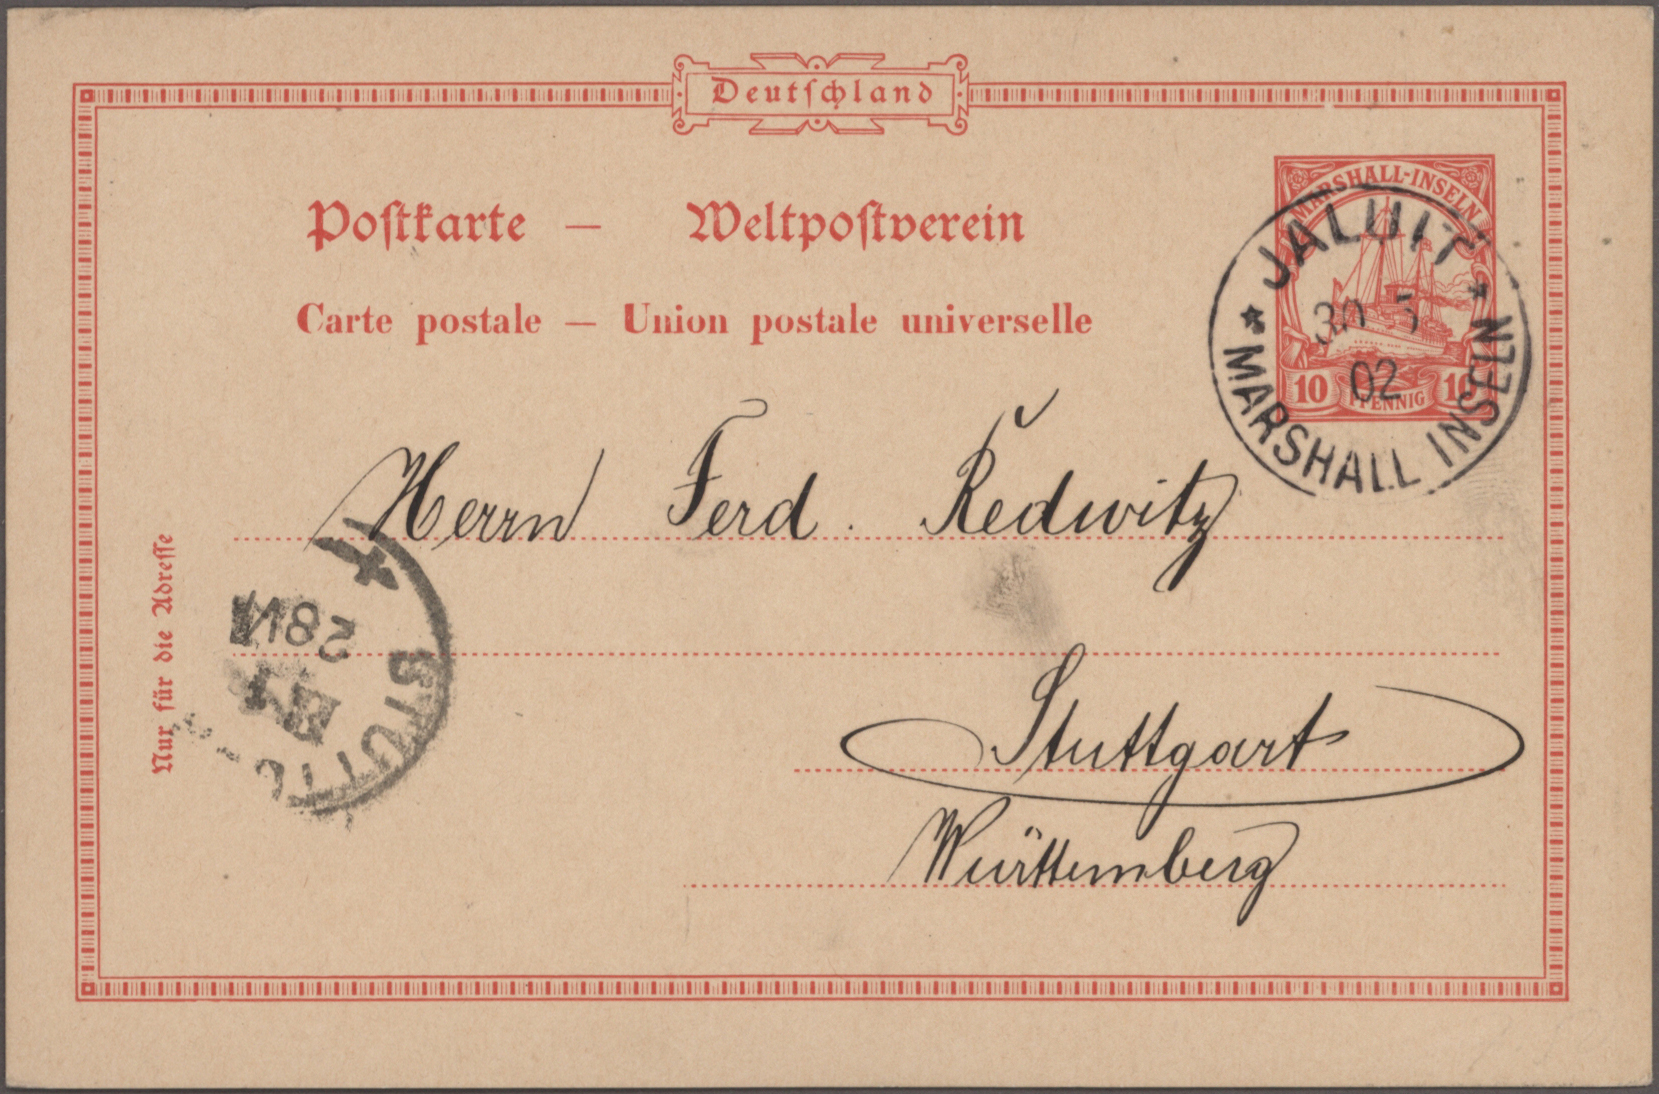 Deutschland
Postkarte — Weltpostverein
Carte postale — Union postale universelle
MARSHALL-INSELN
10 PFENNIG 10
JALUIT
30 5
02
* MARSHALL INSELN *
Herrn Ferd. Redwitz
Stuttgart
Württemberg
Nur für die Adresse